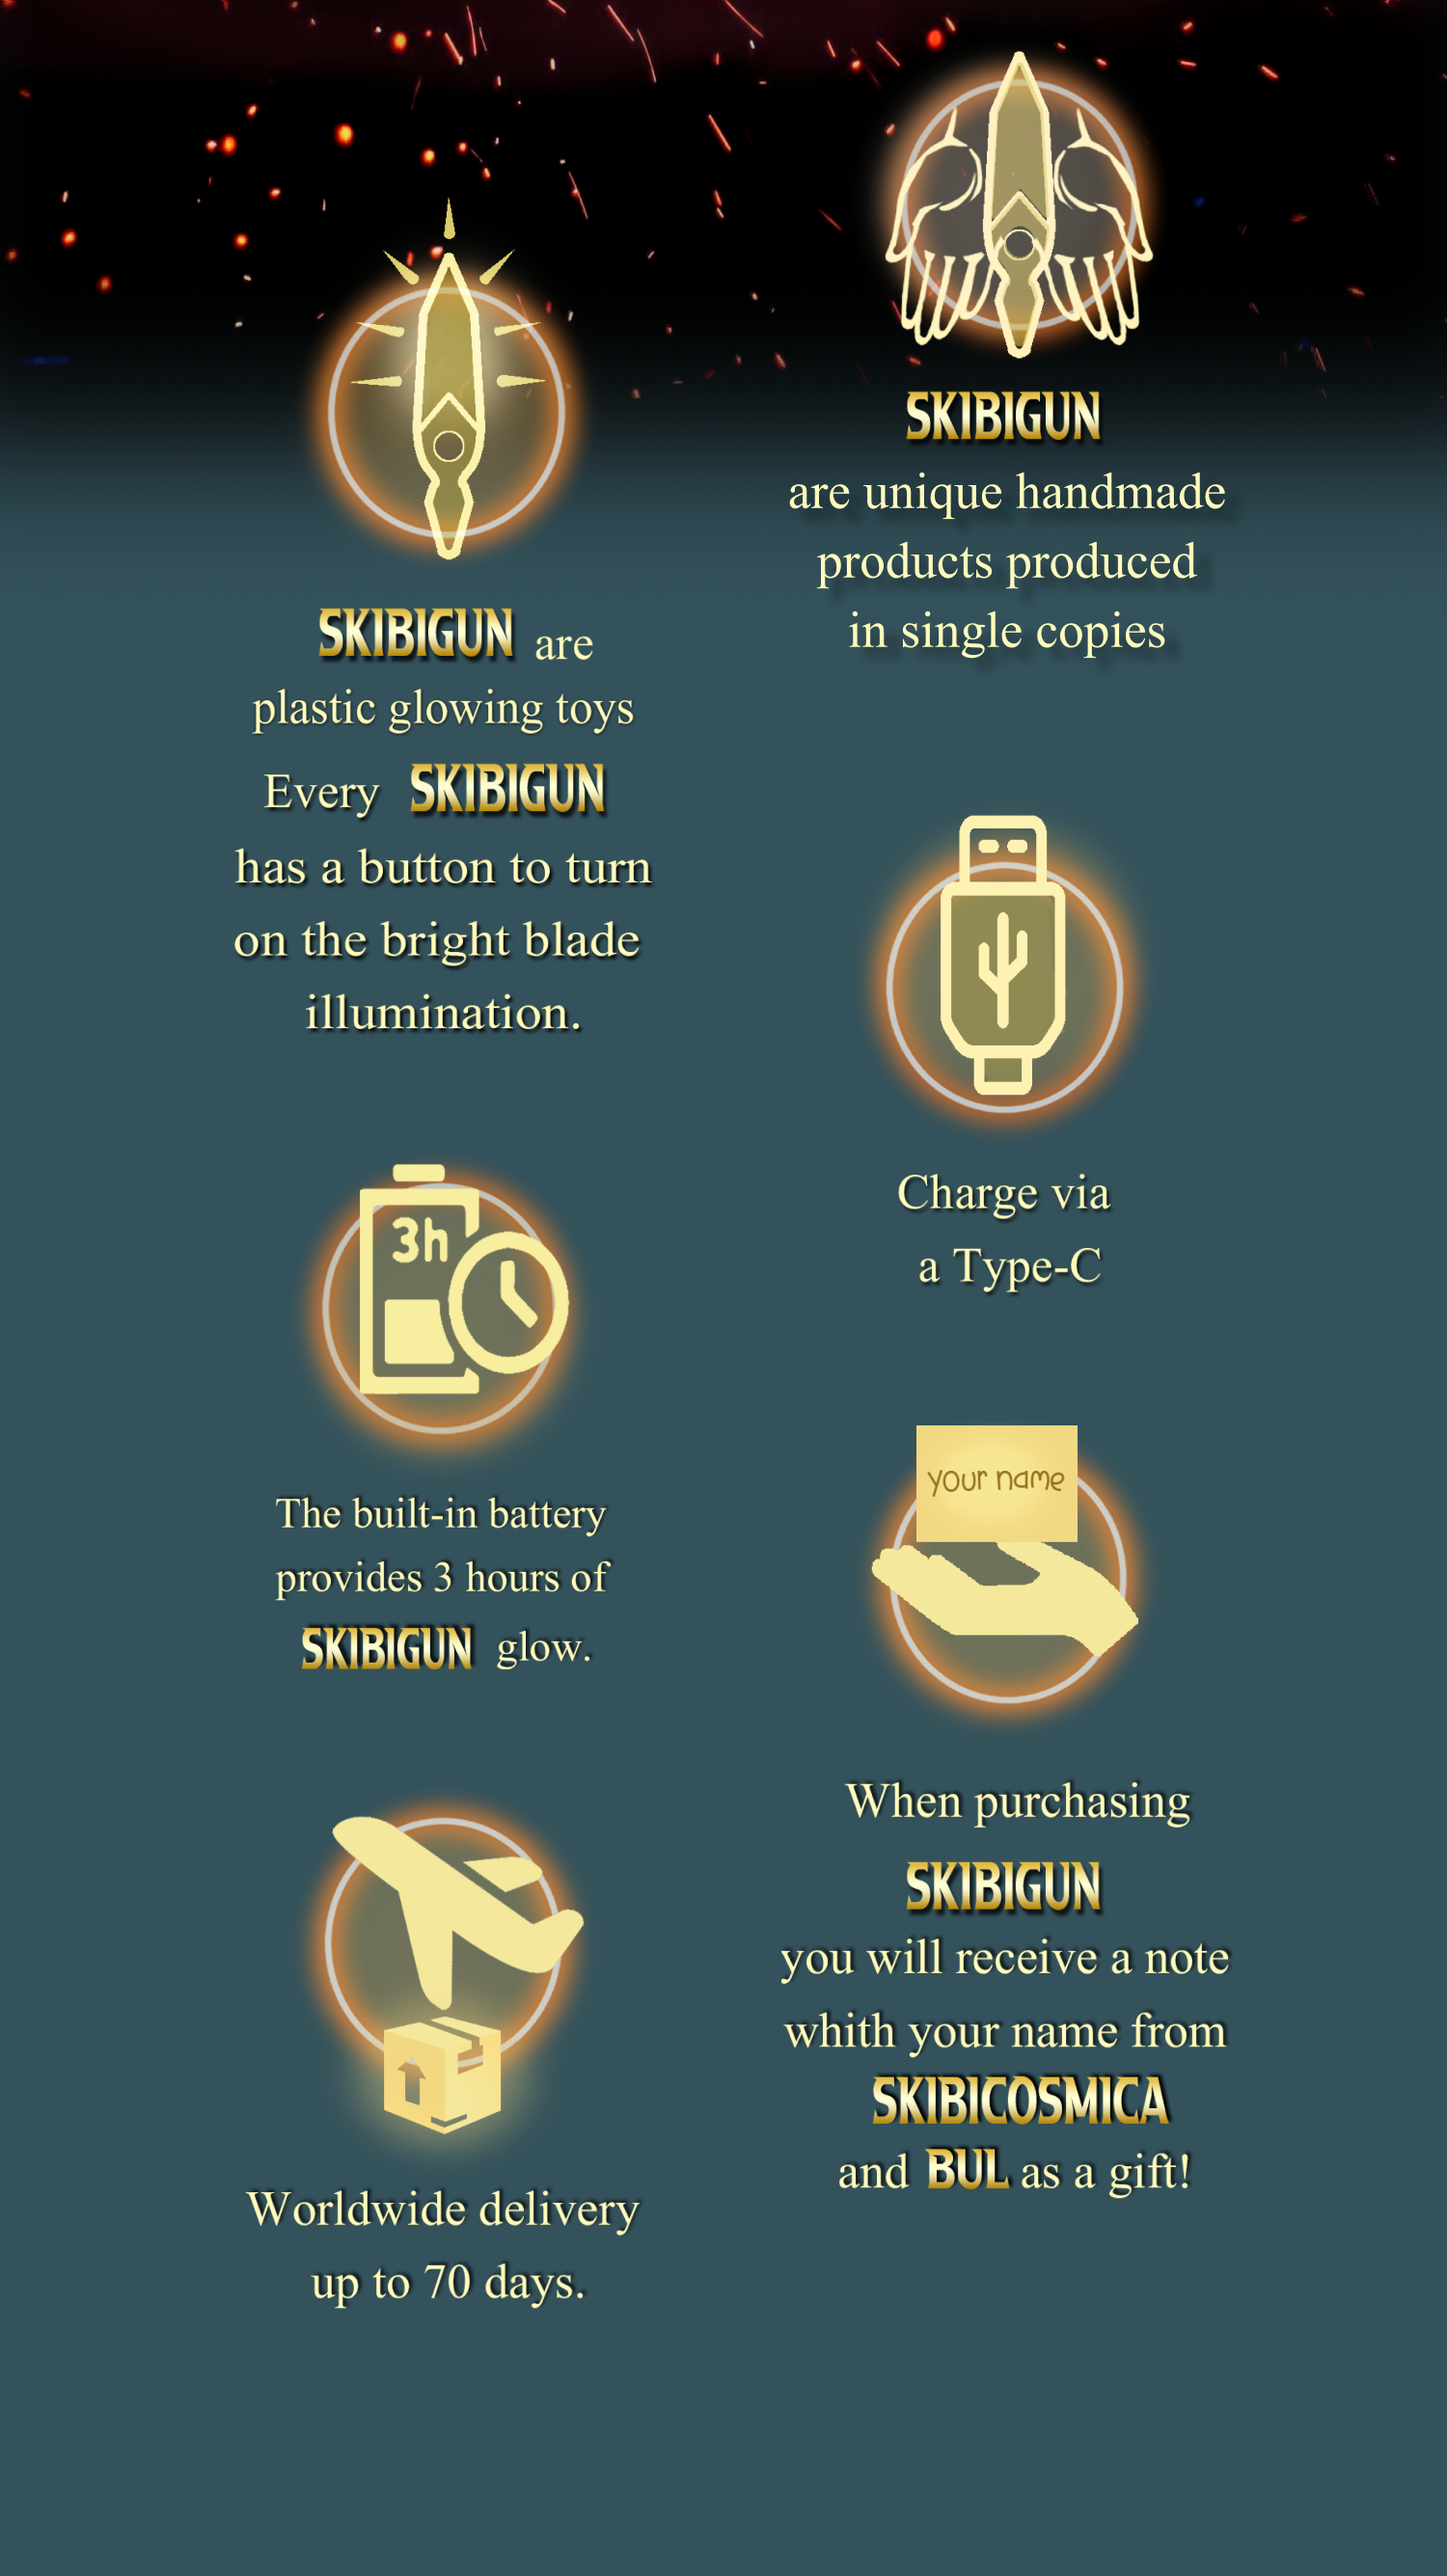 SKIBIGUN are
plastic glowing toys
Every SKIBIGUN
has a button to turn
on the bright blade
illumination.
SKIBIGUN
are unique handmade
products produced
in single copies
3h
The built-in battery
provides 3 hours of
SKIBIGUN glow.
Charge via
a Type-C
your name
When purchasing
SKIBIGUN
you will receive a note
whith your name from
SKIBICOSMICA
and BUL as a gift!
Worldwide delivery
up to 70 days.